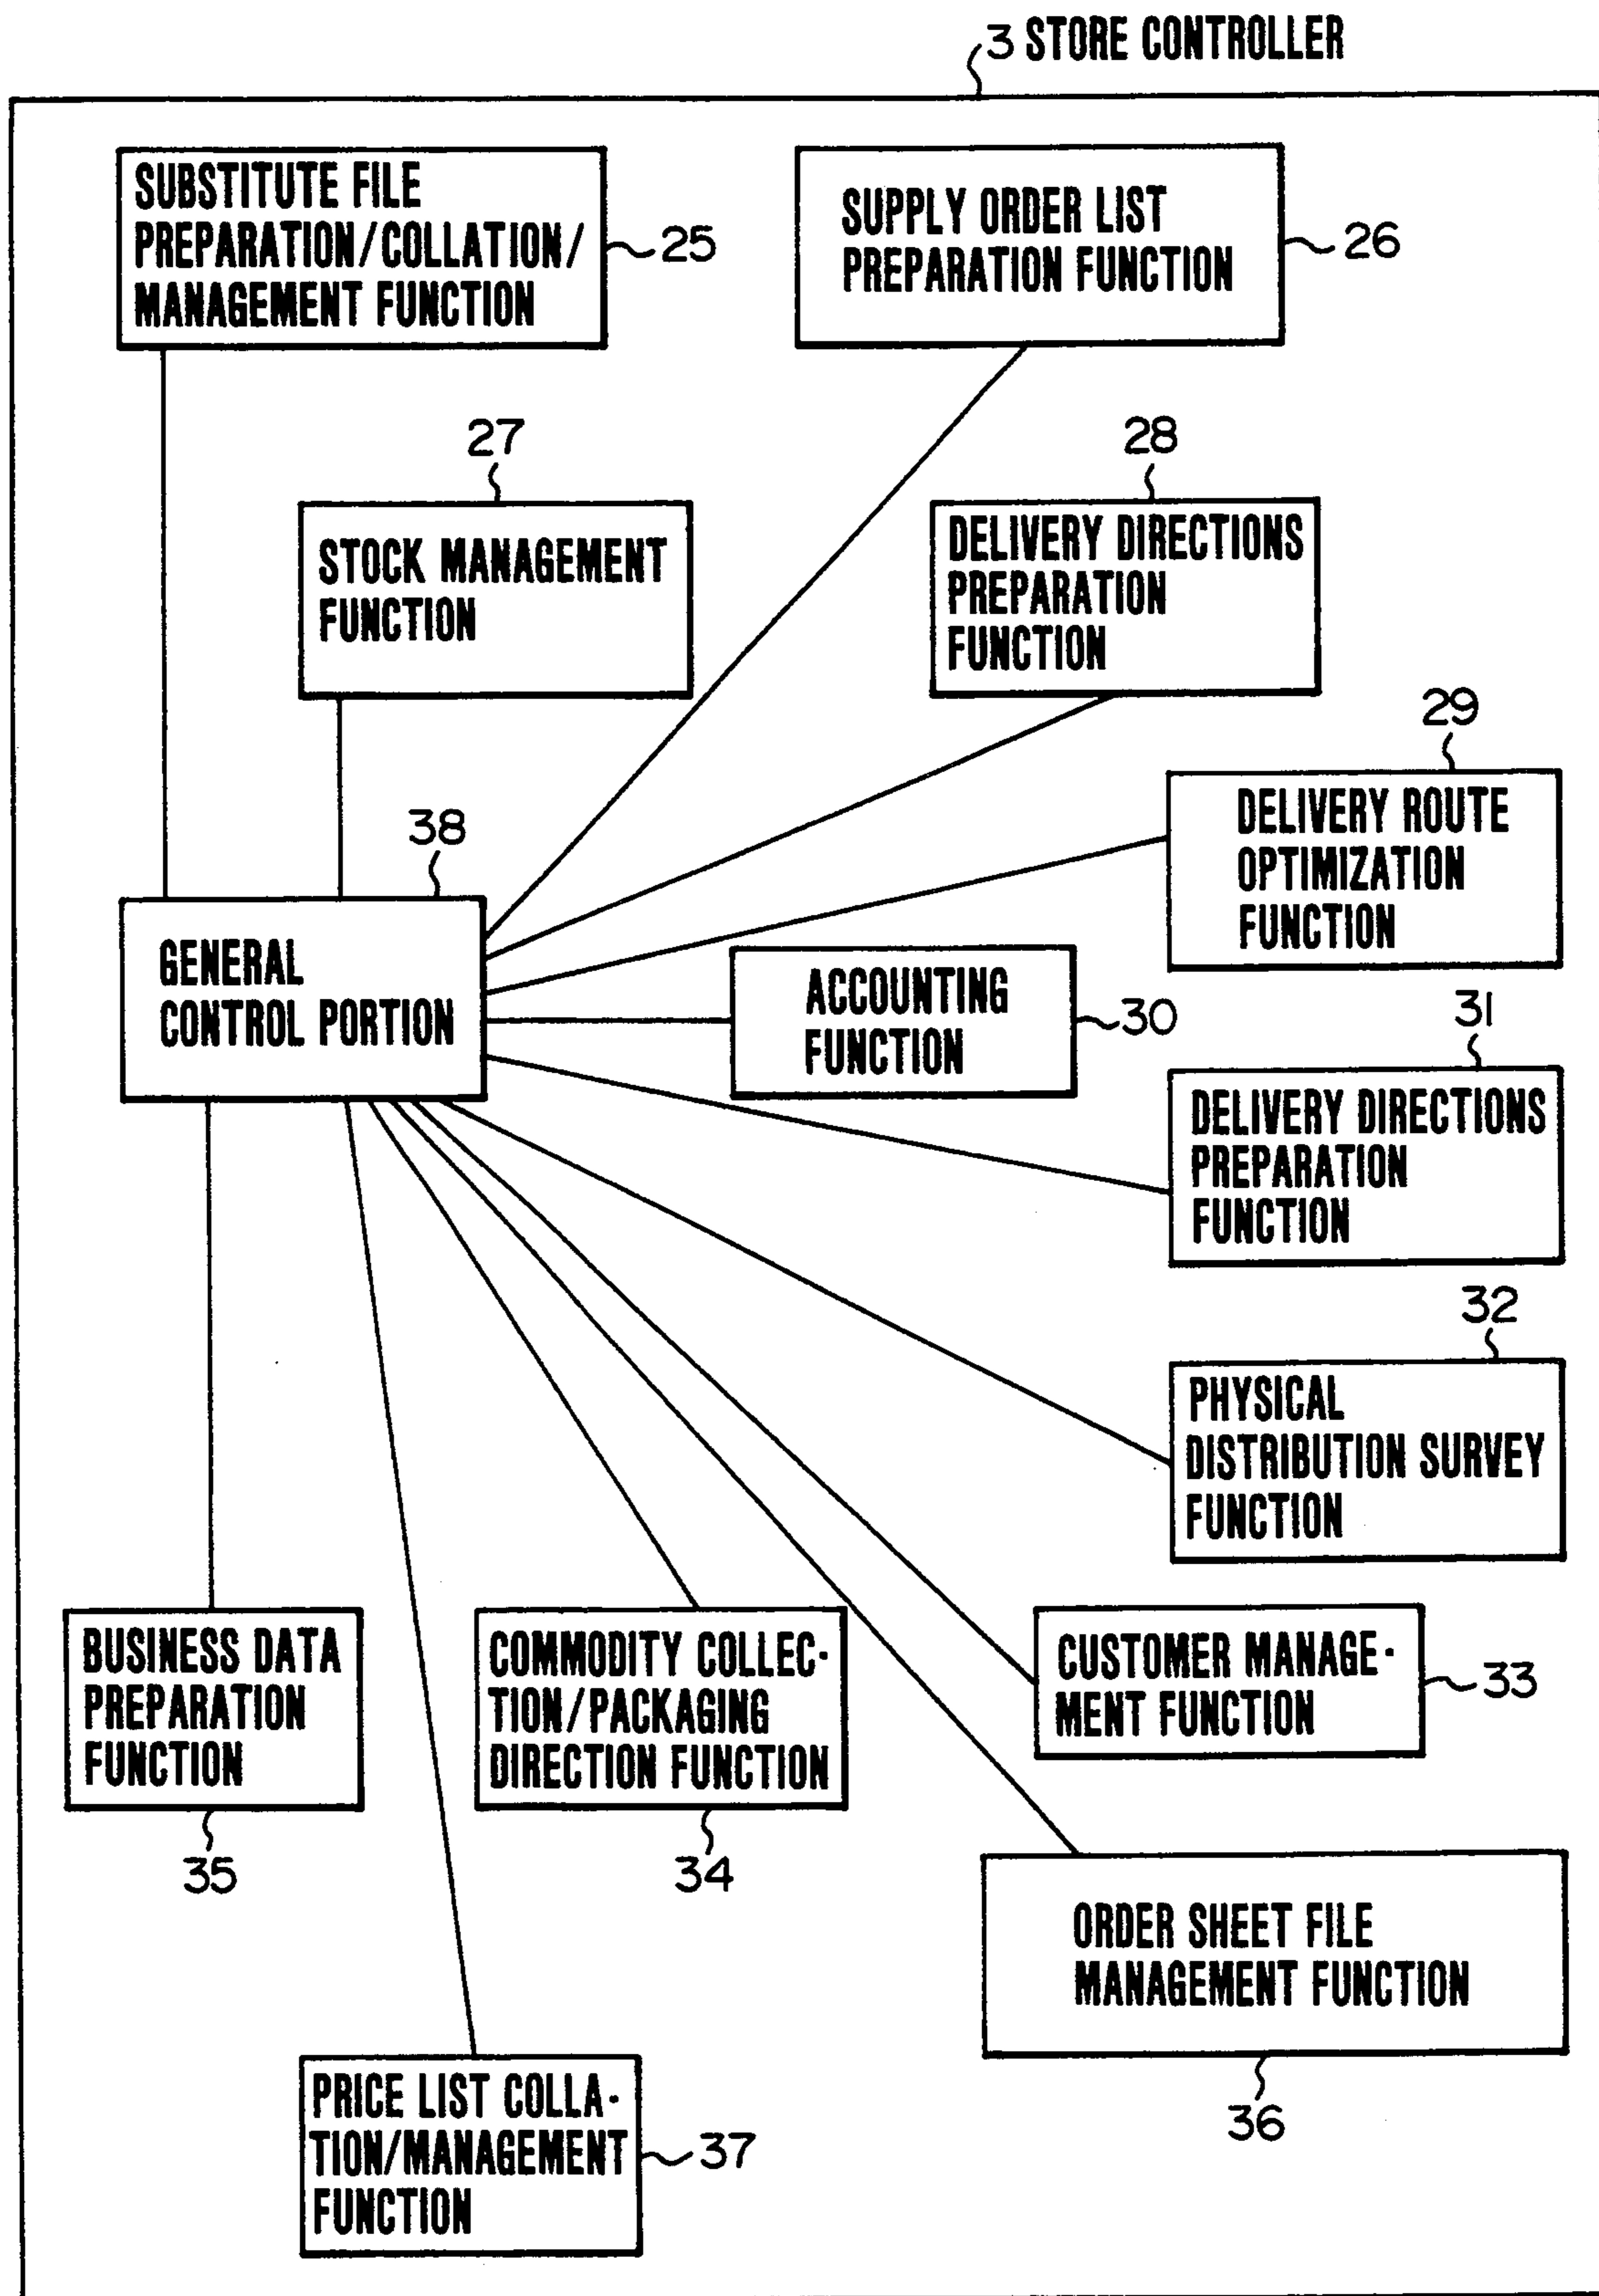 3 STORE CONTROLLER
SUBSTITUTE FILE
PREPARATION/COLLATION/
MANAGEMENT FUNCTION
25
SUPPLY ORDER LIST
PREPARATION FUNCTION
26
27
STOCK MANAGEMENT
FUNCTION
28
DELIVERY DIRECTIONS
PREPARATION
FUNCTION
29
DELIVERY ROUTE
OPTIMIZATION
FUNCTION
38
GENERAL
CONTROL PORTION
ACCOUNTING
FUNCTION
30
31
DELIVERY DIRECTIONS
PREPARATION
FUNCTION
32
PHYSICAL
DISTRIBUTION SURVEY
FUNCTION
BUSINESS DATA
PREPARATION
FUNCTION
35
COMMODITY COLLEC-
TION/PACKAGING
DIRECTION FUNCTION
34
CUSTOMER MANAGE-
MENT FUNCTION
33
ORDER SHEET FILE
MANAGEMENT FUNCTION
36
PRICE LIST COLLA-
TION/MANAGEMENT
FUNCTION
37